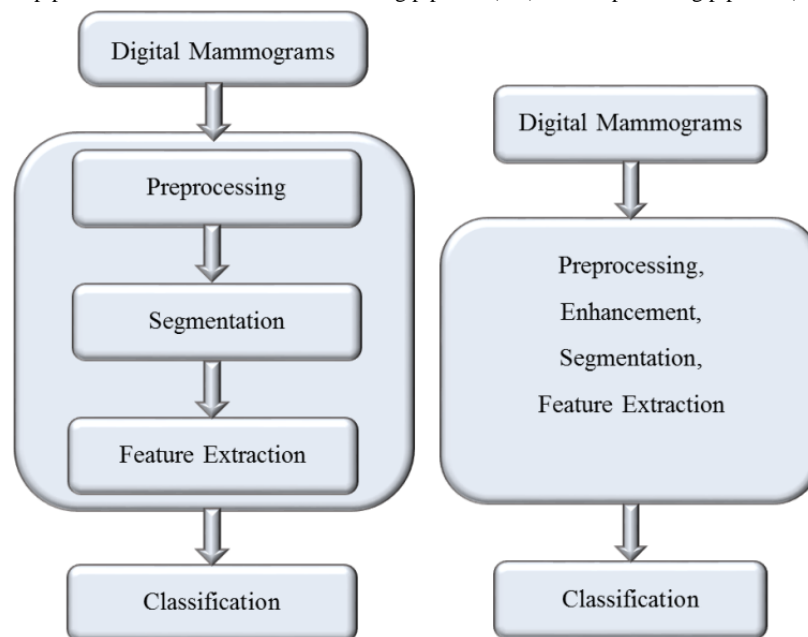 Digital Mammograms
Preprocessing
Segmentation
Feature Extraction
Classification
Digital Mammograms
Preprocessing,
Enhancement,
Segmentation,
Feature Extraction
Classification